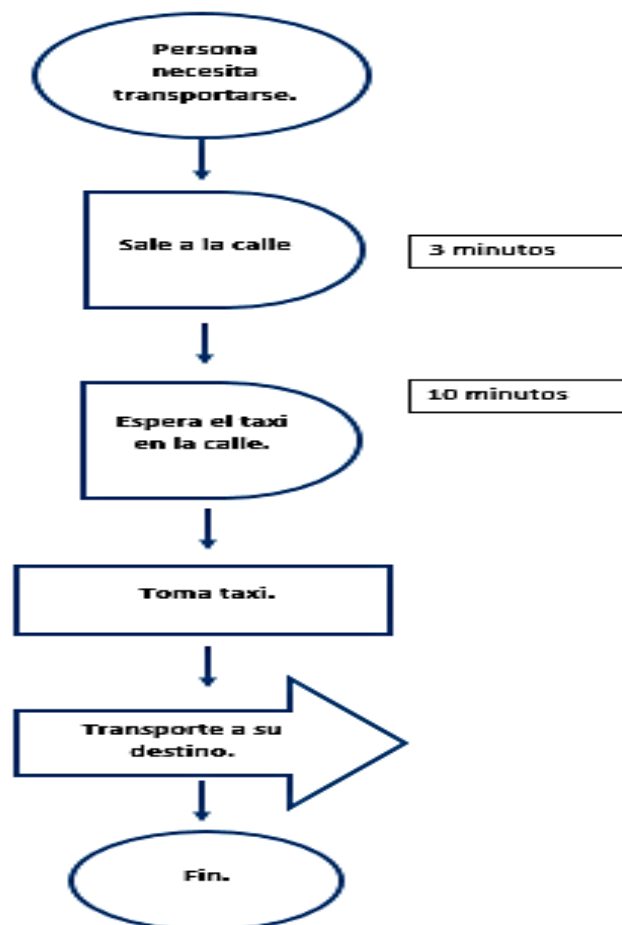 Persona
necesita
transportarse.
Sale a la calle
3 minutos
Espera el taxi
en la calle.
10 minutos
Toma taxi.
Transporte a su
destino.
Fin.